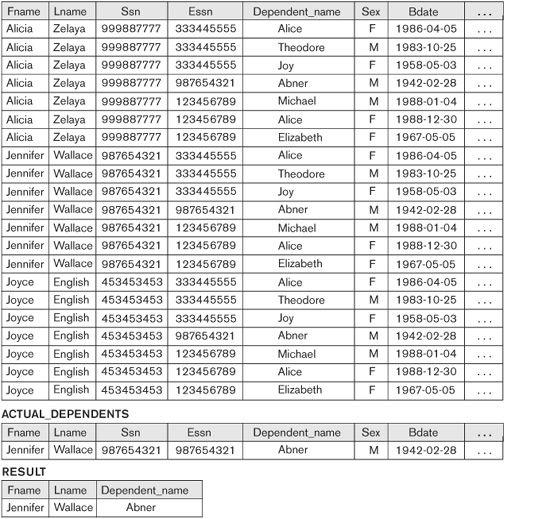 Fname Lname Ssn Essn Dependent_name Sex Bdate ...
Alicia Zelaya 999887777 333445555 Alice F 1986-04-05 ...
Alicia Zelaya 999887777 333445555 Theodore M 1983-10-25 ...
Alicia Zelaya 999887777 333445555 Joy F 1958-05-03 ...
Alicia Zelaya 999887777 987654321 Abner M 1942-02-28 ...
Alicia Zelaya 999887777 123456789 Michael M 1988-01-04 ...
Alicia Zelaya 999887777 123456789 Alice F 1988-12-30 ...
Alicia Zelaya 999887777 123456789 Elizabeth F 1967-05-05 ...
Jennifer Wallace 987654321 333445555 Alice F 1986-04-05 ...
Jennifer Wallace 987654321 333445555 Theodore M 1983-10-25 ...
Jennifer Wallace 987654321 333445555 Joy F 1958-05-03 ...
Jennifer Wallace 987654321 987654321 Abner M 1942-02-28 ...
Jennifer Wallace 987654321 123456789 Michael M 1988-01-04 ...
Jennifer Wallace 987654321 123456789 Alice F 1988-12-30 ...
Jennifer Wallace 987654321 123456789 Elizabeth F 1967-05-05 ...
Joyce English 453453453 333445555 Alice F 1986-04-05 ...
Joyce English 453453453 333445555 Theodore M 1983-10-25 ...
Joyce English 453453453 333445555 Joy F 1958-05-03 ...
Joyce English 453453453 987654321 Abner M 1942-02-28 ...
Joyce English 453453453 123456789 Michael M 1988-01-04 ...
Joyce English 453453453 123456789 Alice F 1988-12-30 ...
Joyce English 453453453 123456789 Elizabeth F 1967-05-05 ...
ACTUAL_DEPENDENTS
Fname Lname Ssn Essn Dependent_name Sex Bdate ...
Jennifer Wallace 987654321 987654321 Abner M 1942-02-28 ...
RESULT
Fname Lname Dependent_name
Jennifer Wallace Abner